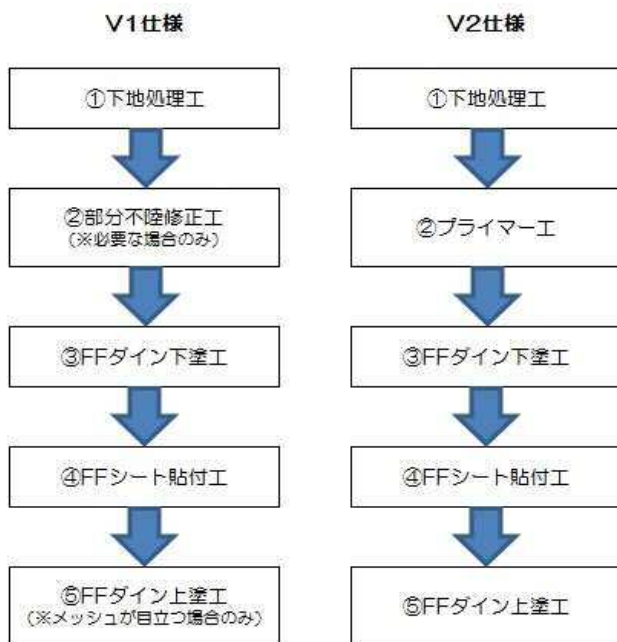 V1仕様
①下地処理工
②部分不陸修正工
(※必要な場合のみ)
③FFダイン下塗工
④FFシート貼付工
⑤FFダイン上塗工
(※メッシュが目立つ場合のみ)
V2仕様
①下地処理工
②プライマー工
③FFダイン下塗工
④FFシート貼付工
⑤FFダイン上塗工